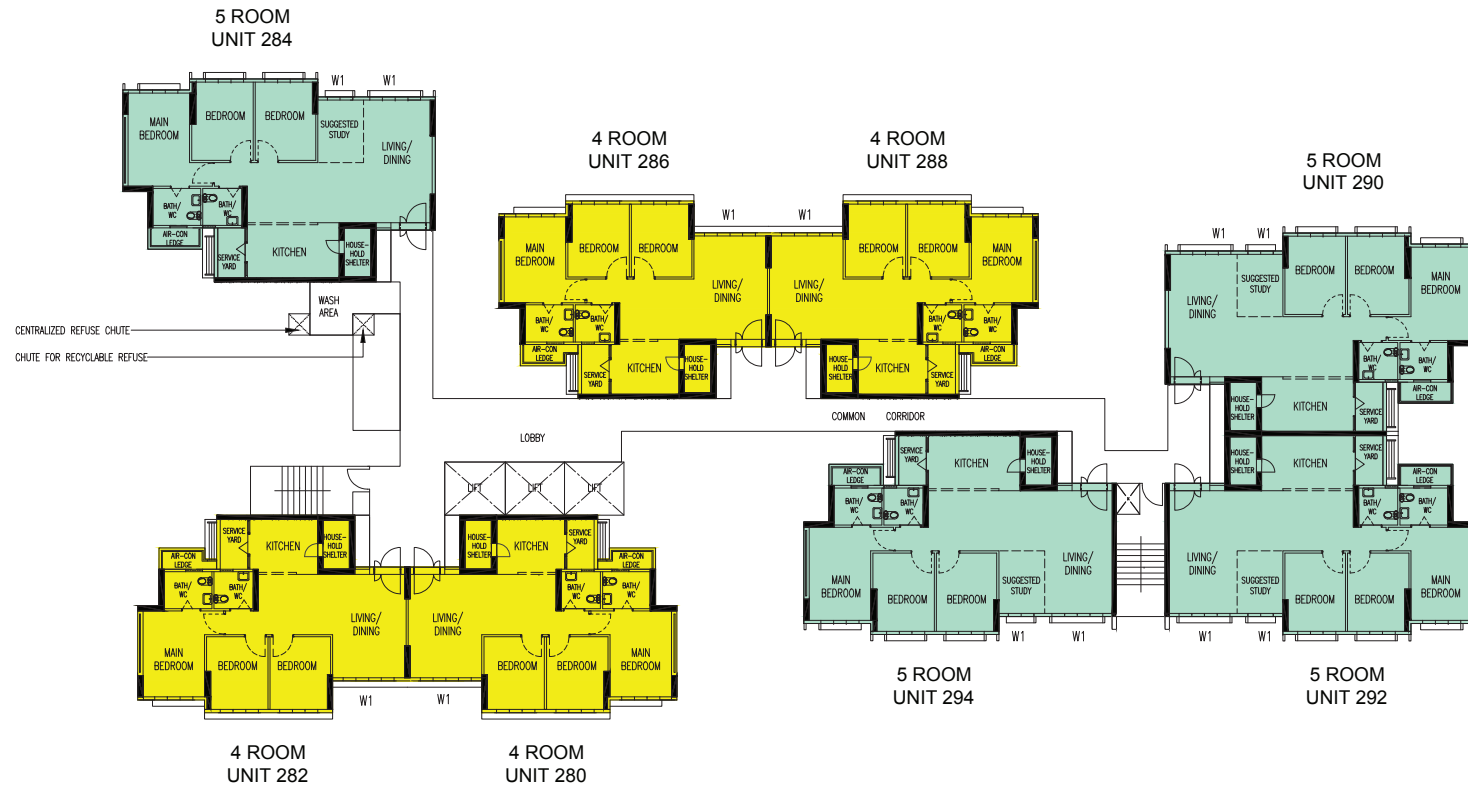 5 ROOM
UNIT 284
W1
W1
MAIN
BEDROOM
BEDROOM
BEDROOM
SUGGESTED
STUDY
LIVING/
DINING
BATH/
WC
BATH/
WC
AIR-CON
LEDGE
SERVICE
YARD
KITCHEN
HOUSE-
HOLD
SHELTER
WASH
AREA
CENTRALIZED REFUSE CHUTE
CHUTE FOR RECYCLABLE REFUSE
4 ROOM
UNIT 286
W1
MAIN
BEDROOM
BEDROOM
BEDROOM
LIVING/
DINING
BATH/
WC
BATH/
WC
AIR-CON
LEDGE
SERVICE
YARD
KITCHEN
HOUSE-
HOLD
SHELTER
4 ROOM
UNIT 288
W1
LIVING/
DINING
BEDROOM
BEDROOM
MAIN
BEDROOM
BATH/
WC
BATH/
WC
AIR-CON
LEDGE
HOUSE-
HOLD
SHELTER
KITCHEN
SERVICE
YARD
5 ROOM
UNIT 290
W1
W1
LIVING/
DINING
SUGGESTED
STUDY
BEDROOM
BEDROOM
MAIN
BEDROOM
BATH/
WC
BATH/
WC
AIR-CON
LEDGE
HOUSE-
HOLD
SHELTER
KITCHEN
SERVICE
YARD
COMMON CORRIDOR
LOBBY
LIFT
LIFT
LIFT
SERVICE
YARD
KITCHEN
HOUSE-
HOLD
SHELTER
AIR-CON
LEDGE
BATH/
WC
BATH/
WC
MAIN
BEDROOM
BEDROOM
BEDROOM
LIVING/
DINING
W1
4 ROOM
UNIT 282
HOUSE-
HOLD
SHELTER
KITCHEN
SERVICE
YARD
AIR-CON
LEDGE
BATH/
WC
BATH/
WC
LIVING/
DINING
BEDROOM
BEDROOM
MAIN
BEDROOM
W1
4 ROOM
UNIT 280
SERVICE
YARD
KITCHEN
HOUSE-
HOLD
SHELTER
AIR-CON
LEDGE
BATH/
WC
BATH/
WC
MAIN
BEDROOM
BEDROOM
BEDROOM
SUGGESTED
STUDY
LIVING/
DINING
W1
W1
5 ROOM
UNIT 294
HOUSE-
HOLD
SHELTER
KITCHEN
SERVICE
YARD
AIR-CON
LEDGE
BATH/
WC
BATH/
WC
LIVING/
DINING
SUGGESTED
STUDY
BEDROOM
BEDROOM
MAIN
BEDROOM
W1
W1
5 ROOM
UNIT 292